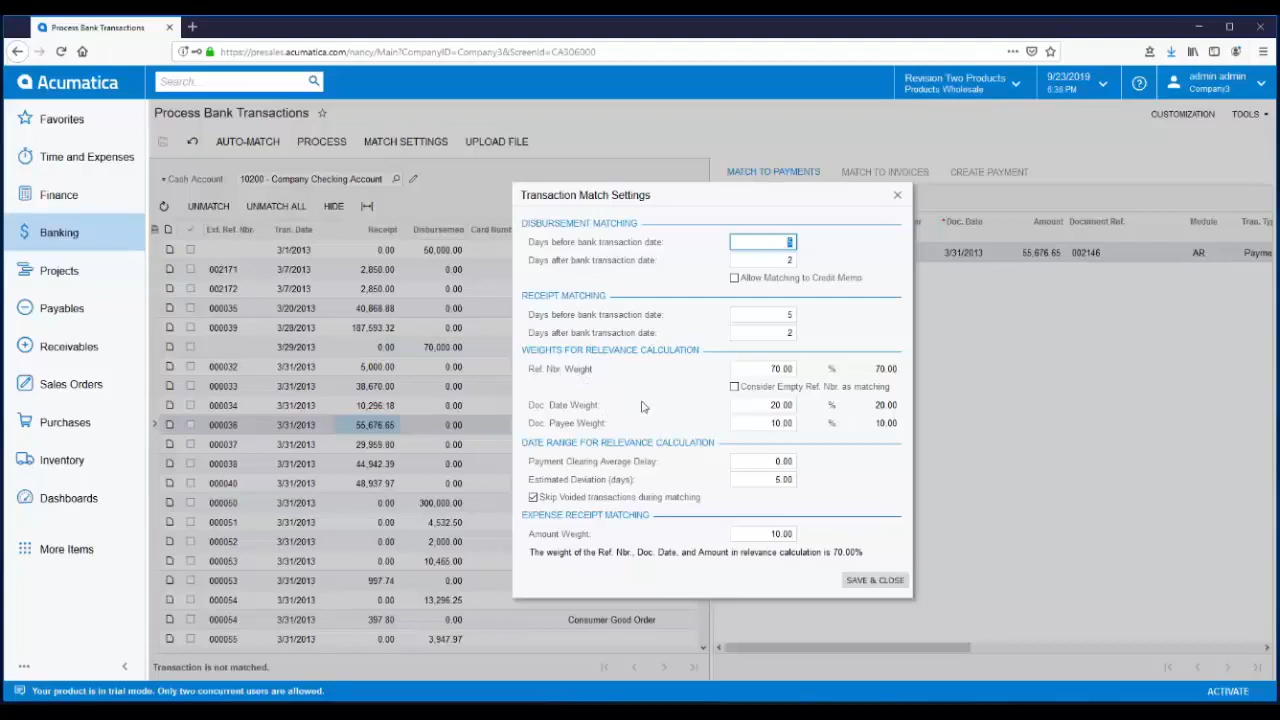 Process Bank Transactions
https://presales.acumatica.com/nancy/Main?CompanyID=Company3&ScreenId=CA306000
Acumatica
Search...
Revision Two Products
Products Wholesale
9/23/2019
6:36 PM
admin admin
Company3
Favorites
Time and Expenses
Finance
Banking
Projects
Payables
Receivables
Sales Orders
Purchases
Inventory
Dashboards
More Items
Process Bank Transactions
CUSTOMIZATION TOOLS
AUTO-MATCH PROCESS MATCH SETTINGS UPLOAD FILE
Cash Account: 10200 - Company Checking Account
UNMATCH UNMATCH ALL HIDE
Ext. Ref. Nbr. Tran. Date Receipt Disbursemen Card Numl
3/1/2013 0.00 50,000.00
002171 3/7/2013 2,850.00 0.00
002172 3/7/2013 2,850.00 0.00
000035 3/20/2013 40,868.88 0.00
000039 3/28/2013 187,593.32 0.00
3/29/2013 0.00 70,000.00
000032 3/31/2013 5,000.00 0.00
000033 3/31/2013 38,670.00 0.00
000034 3/31/2013 10,296.18 0.00
000036 3/31/2013 55,676.65 0.00
000037 3/31/2013 29,959.80 0.00
000038 3/31/2013 44,942.39 0.00
000040 3/31/2013 48,937.97 0.00
000050 3/31/2013 0.00 300,000.00
000051 3/31/2013 0.00 4,532.50
000052 3/31/2013 0.00 2,000.00
000053 3/31/2013 0.00 10,465.00
000053 3/31/2013 997.74 0.00
000054 3/31/2013 0.00 13,296.25
000054 3/31/2013 397.80 0.00 Consumer Good Order
000055 3/31/2013 0.00 3,947.97
Transaction is not matched.
MATCH TO PAYMENTS MATCH TO INVOICES CREATE PAYMENT
*Doc. Date Amount Document Ref. Module Tran. Ty
3/31/2013 55,676.65 002146 AR Payme
Transaction Match Settings
DISBURSEMENT MATCHING
Days before bank transaction date:
Days after bank transaction date: 2
Allow Matching to Credit Memo
RECEIPT MATCHING
Days before bank transaction date: 5
Days after bank transaction date: 2
WEIGHTS FOR RELEVANCE CALCULATION
Ref. Nbr. Weight 70.00 % 70.00
Consider Empty Ref. Nbr. as matching
Doc. Date Weight: 20.00 % 20.00
Doc. Payee Weight: 10.00 % 10.00
DATE RANGE FOR RELEVANCE CALCULATION
Payment Clearing Average Delay: 0.00
Estimated Deviation (days): 5.00
Skip Voided transactions during matching
EXPENSE RECEIPT MATCHING
Amount Weight: 10.00
The weight of the Ref. Nbr., Doc. Date, and Amount in relevance calculation is 70.00%
SAVE & CLOSE
Your product is in trial mode. Only two concurrent users are allowed.
ACTIVATE